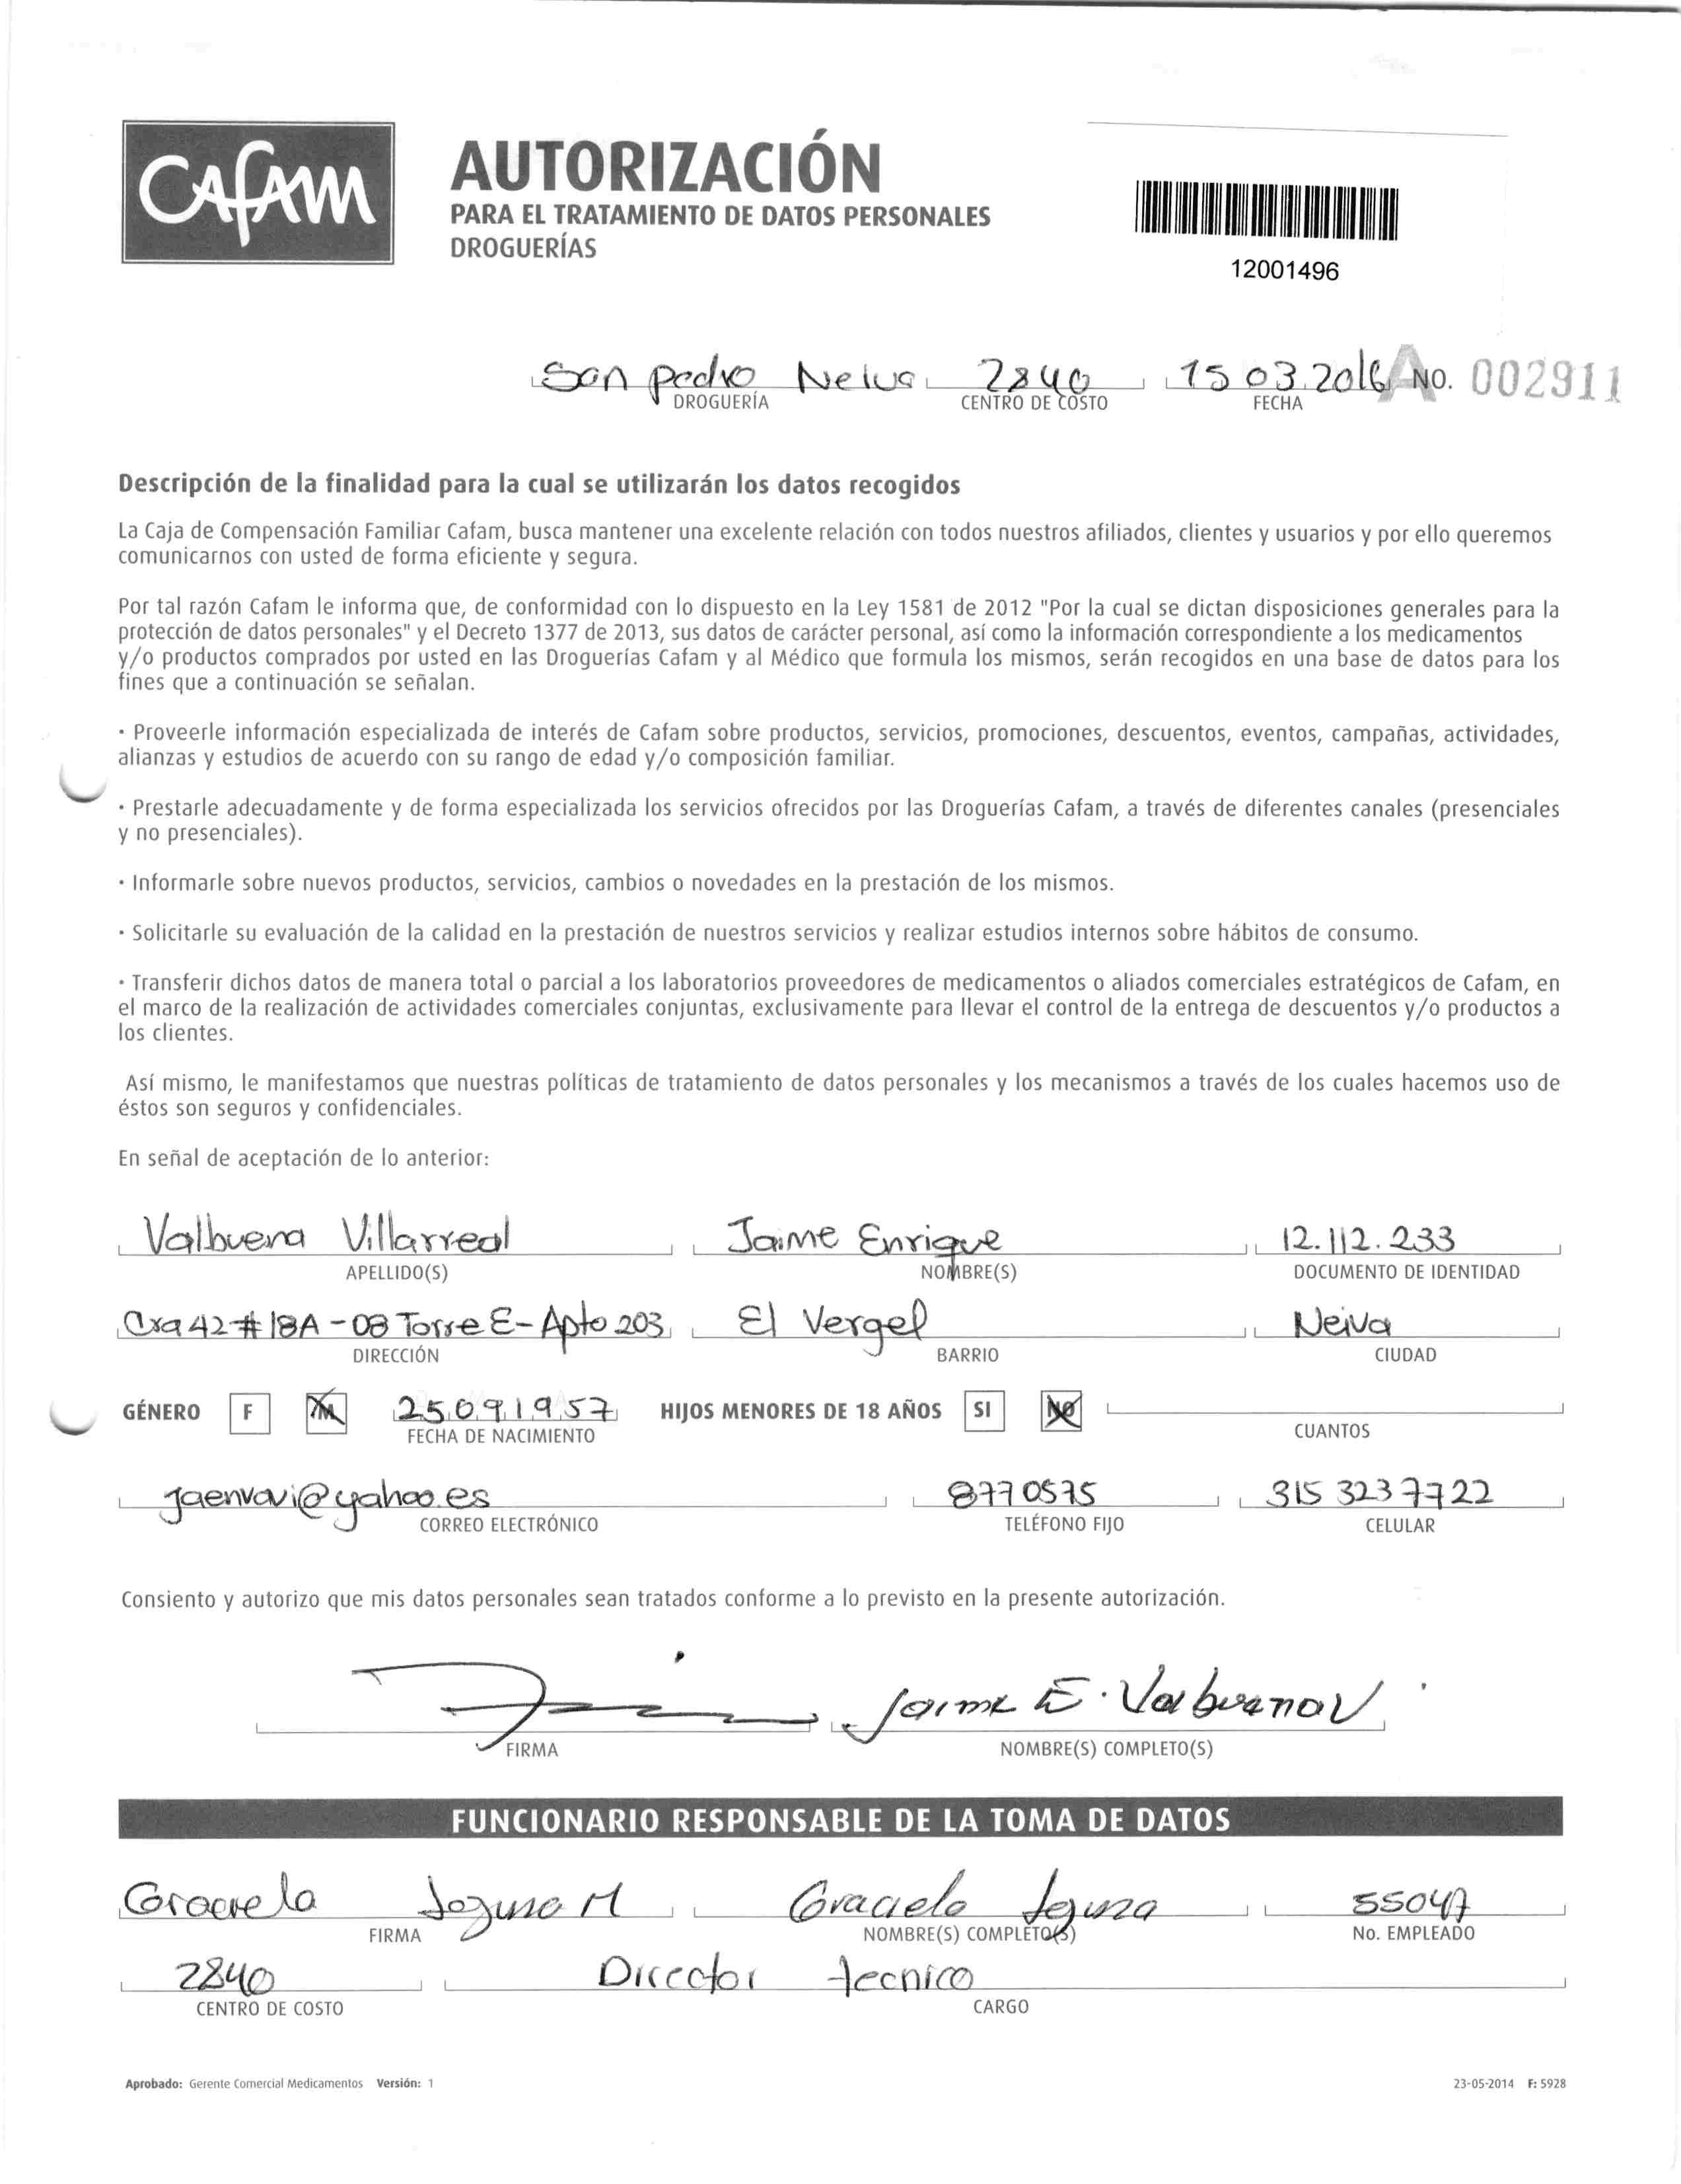 CAFAM
AUTORIZACIÓN
PARA EL TRATAMIENTO DE DATOS PERSONALES
DROGUERÍAS
12001496
San pedro Neiva 2840 15 03 2016 A No. 002911
DROGUERÍA CENTRO DE COSTO FECHA
Descripción de la finalidad para la cual se utilizarán los datos recogidos
La Caja de Compensación Familiar Cafam, busca mantener una excelente relación con todos nuestros afiliados, clientes y usuarios y por ello queremos
comunicarnos con usted de forma eficiente y segura.
Por tal razón Cafam le informa que, de conformidad con lo dispuesto en la Ley 1581 de 2012 "Por la cual se dictan disposiciones generales para la
protección de datos personales" y el Decreto 1377 de 2013, sus datos de carácter personal, así como la información correspondiente a los medicamentos
y/o productos comprados por usted en las Droguerías Cafam y al Médico que formula los mismos, serán recogidos en una base de datos para los
fines que a continuación se señalan.
· Proveerle información especializada de interés de Cafam sobre productos, servicios, promociones, descuentos, eventos, campañas, actividades,
alianzas y estudios de acuerdo con su rango de edad y/o composición familiar.
· Prestarle adecuadamente y de forma especializada los servicios ofrecidos por las Droguerías Cafam, a través de diferentes canales (presenciales
y no presenciales).
· Informarle sobre nuevos productos, servicios, cambios o novedades en la prestación de los mismos.
· Solicitarle su evaluación de la calidad en la prestación de nuestros servicios y realizar estudios internos sobre hábitos de consumo.
· Transferir dichos datos de manera total o parcial a los laboratorios proveedores de medicamentos o aliados comerciales estratégicos de Cafam, en
el marco de la realización de actividades comerciales conjuntas, exclusivamente para llevar el control de la entrega de descuentos y/o productos a
los clientes.
Así mismo, le manifestamos que nuestras políticas de tratamiento de datos personales y los mecanismos a través de los cuales hacemos uso de
éstos son seguros y confidenciales.
En señal de aceptación de lo anterior:
Valbuena Villarreal Jaime Enrique 12.112.233
APELLIDO(S) NOMBRE(S) DOCUMENTO DE IDENTIDAD
Cra 42 # 18A - 08 Torre E - Apto 203 El Vergel Neiva
DIRECCIÓN BARRIO CIUDAD
GÉNERO F M 25 09 1957 HIJOS MENORES DE 18 AÑOS SI NO
FECHA DE NACIMIENTO CUANTOS
jaenvavi@yahoo.es 8770575 315 3237722
CORREO ELECTRÓNICO TELÉFONO FIJO CELULAR
Consiento y autorizo que mis datos personales sean tratados conforme a lo previsto en la presente autorización.
Jaime E. Valbuena V
FIRMA NOMBRE(S) COMPLETO(S)
FUNCIONARIO RESPONSABLE DE LA TOMA DE DATOS
Graciela Segura M Graciela Segura 55047
FIRMA NOMBRE(S) COMPLETO(S) No. EMPLEADO
2840 Director tecnico
CENTRO DE COSTO CARGO
Aprobado: Gerente Comercial Medicamentos Versión: 1 23-05-2014 F: 5928